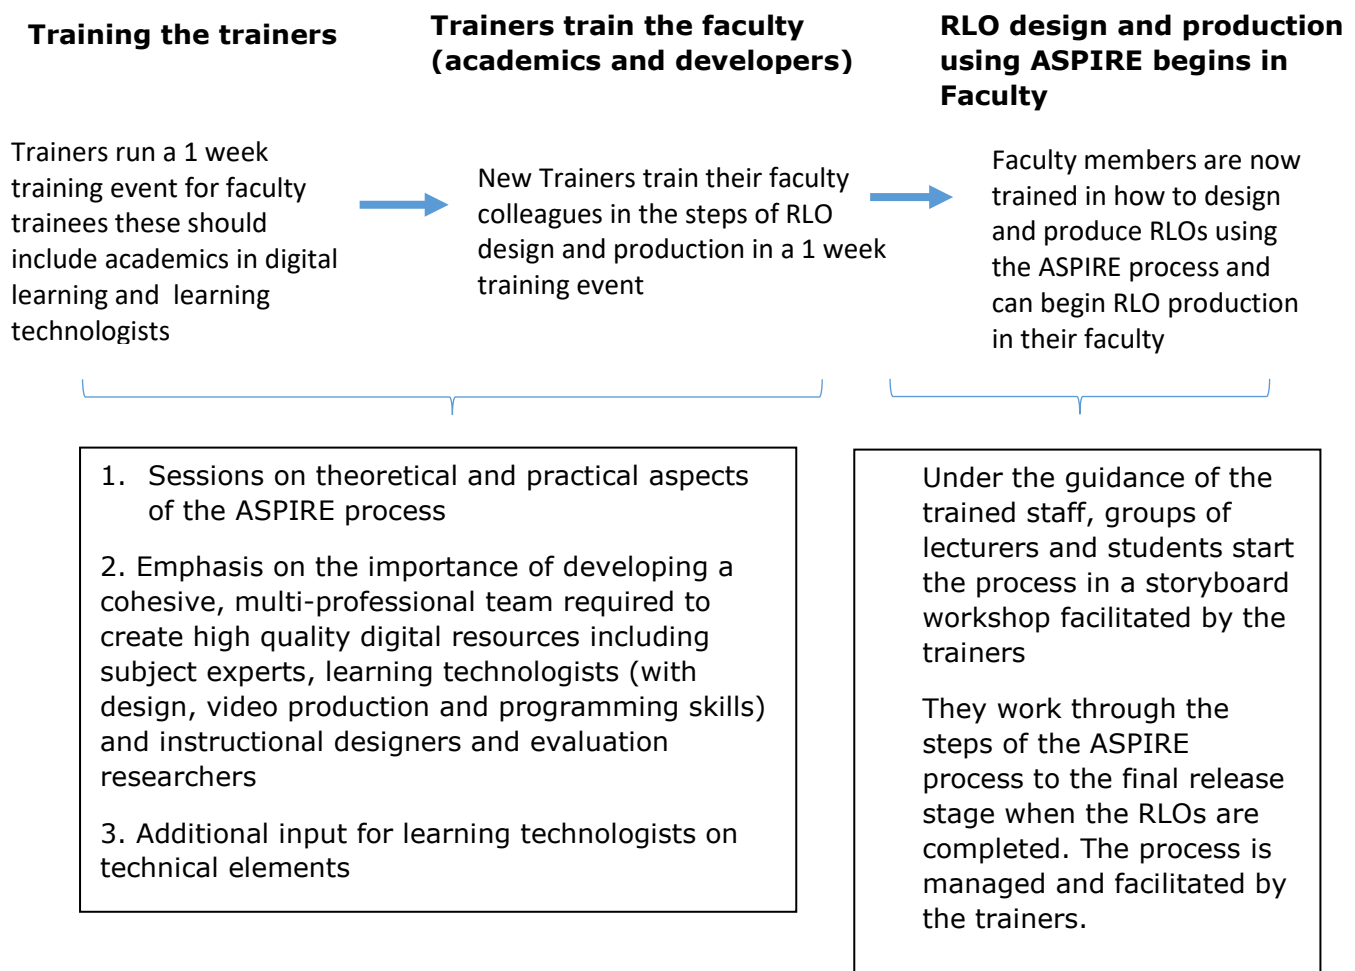 Training the trainers
Trainers train the faculty
(academics and developers)
RLO design and production
using ASPIRE begins in
Faculty
Trainers run a 1 week
training event for faculty
trainees these should
include academics in digital
learning and learning
technologists
New Trainers train their faculty
colleagues in the steps of RLO
design and production in a 1 week
training event
Faculty members are now
trained in how to design
and produce RLOs using
the ASPIRE process and
can begin RLO production
in their faculty
1. Sessions on theoretical and practical aspects
of the ASPIRE process
2. Emphasis on the importance of developing a
cohesive, multi-professional team required to
create high quality digital resources including
subject experts, learning technologists (with
design, video production and programming skills)
and instructional designers and evaluation
researchers
3. Additional input for learning technologists on
technical elements
Under the guidance of the
trained staff, groups of
lecturers and students start
the process in a storyboard
workshop facilitated by the
trainers
They work through the
steps of the ASPIRE
process to the final release
stage when the RLOs are
completed. The process is
managed and facilitated by
the trainers.